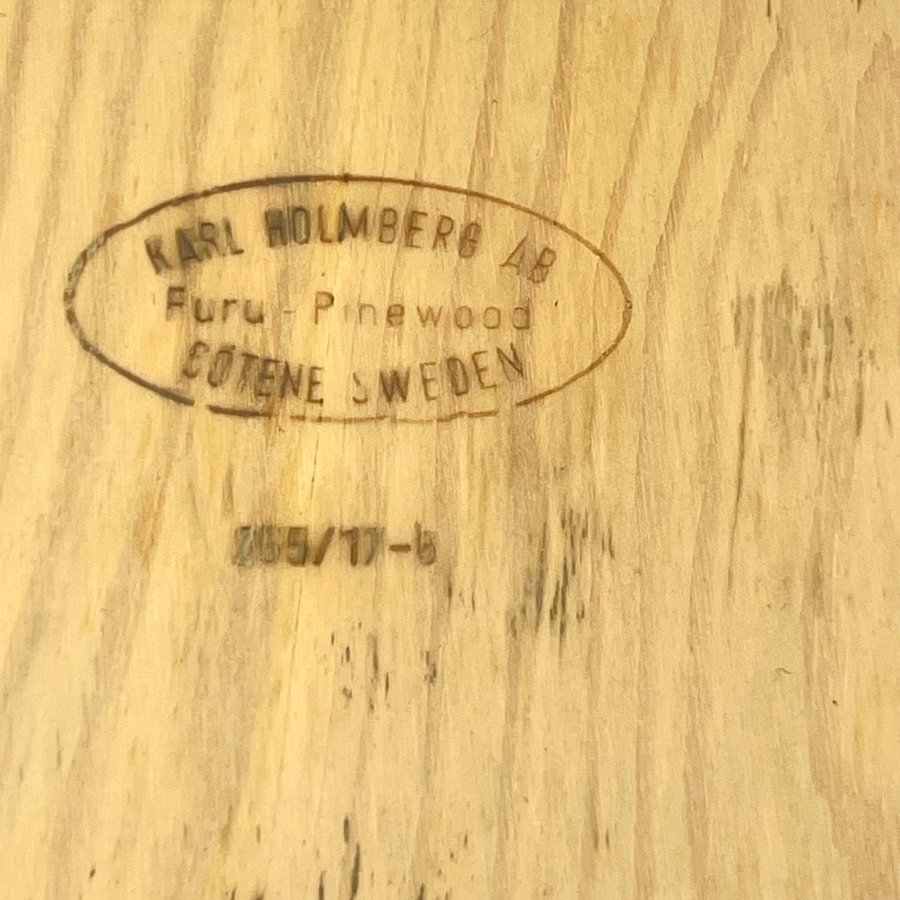 KARL HOLMBERG AB
Furu - Pinewood
GÖTENE SWEDEN